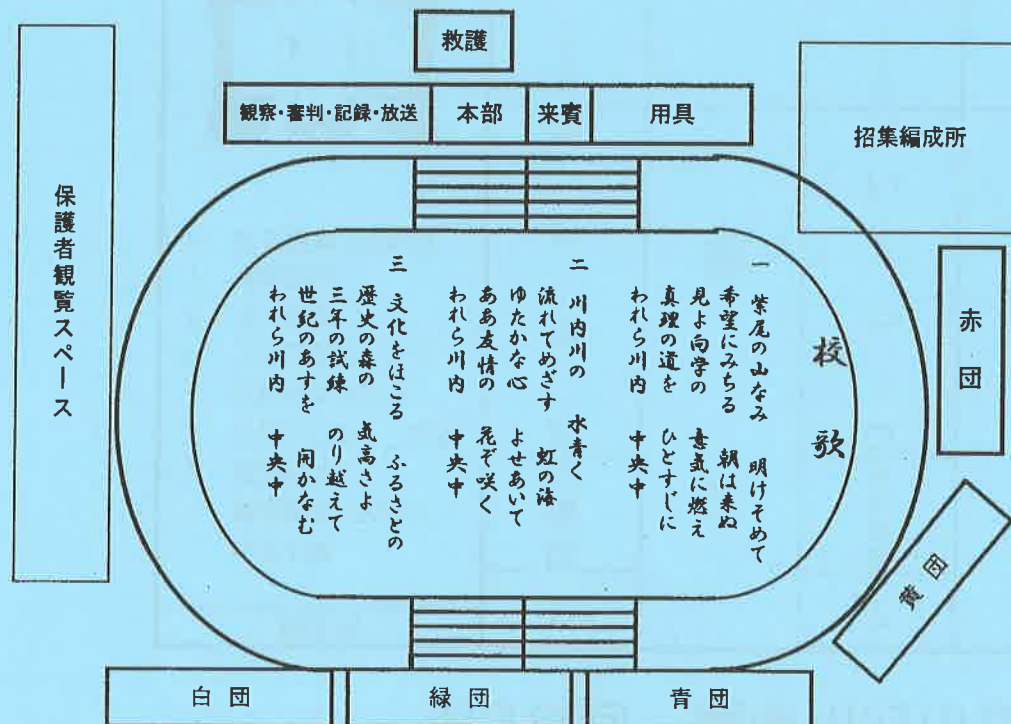 救護
観察・審判・記録・放送
本部
来賓
用具
招集編成所
保護者観覧スペース
赤団
黄団
白団
緑団
青団
校歌
一 紫尾の山なみ 明けそめて
希望にみちる 朝は来ぬ
見よ向学の 意気に燃え
真理の道を ひとすじに
われら川内 中央中
二 川内川の 水青く
流れてめざす 虹の海
ゆたかな心 よせあいて
ああ友情の 花ぞ咲く
われら川内 中央中
三 文化をほこる ふるさとの
歴史の森の 気高さよ
三年の試練 のり越えて
世紀のあすを 開かなむ
われら川内 中央中